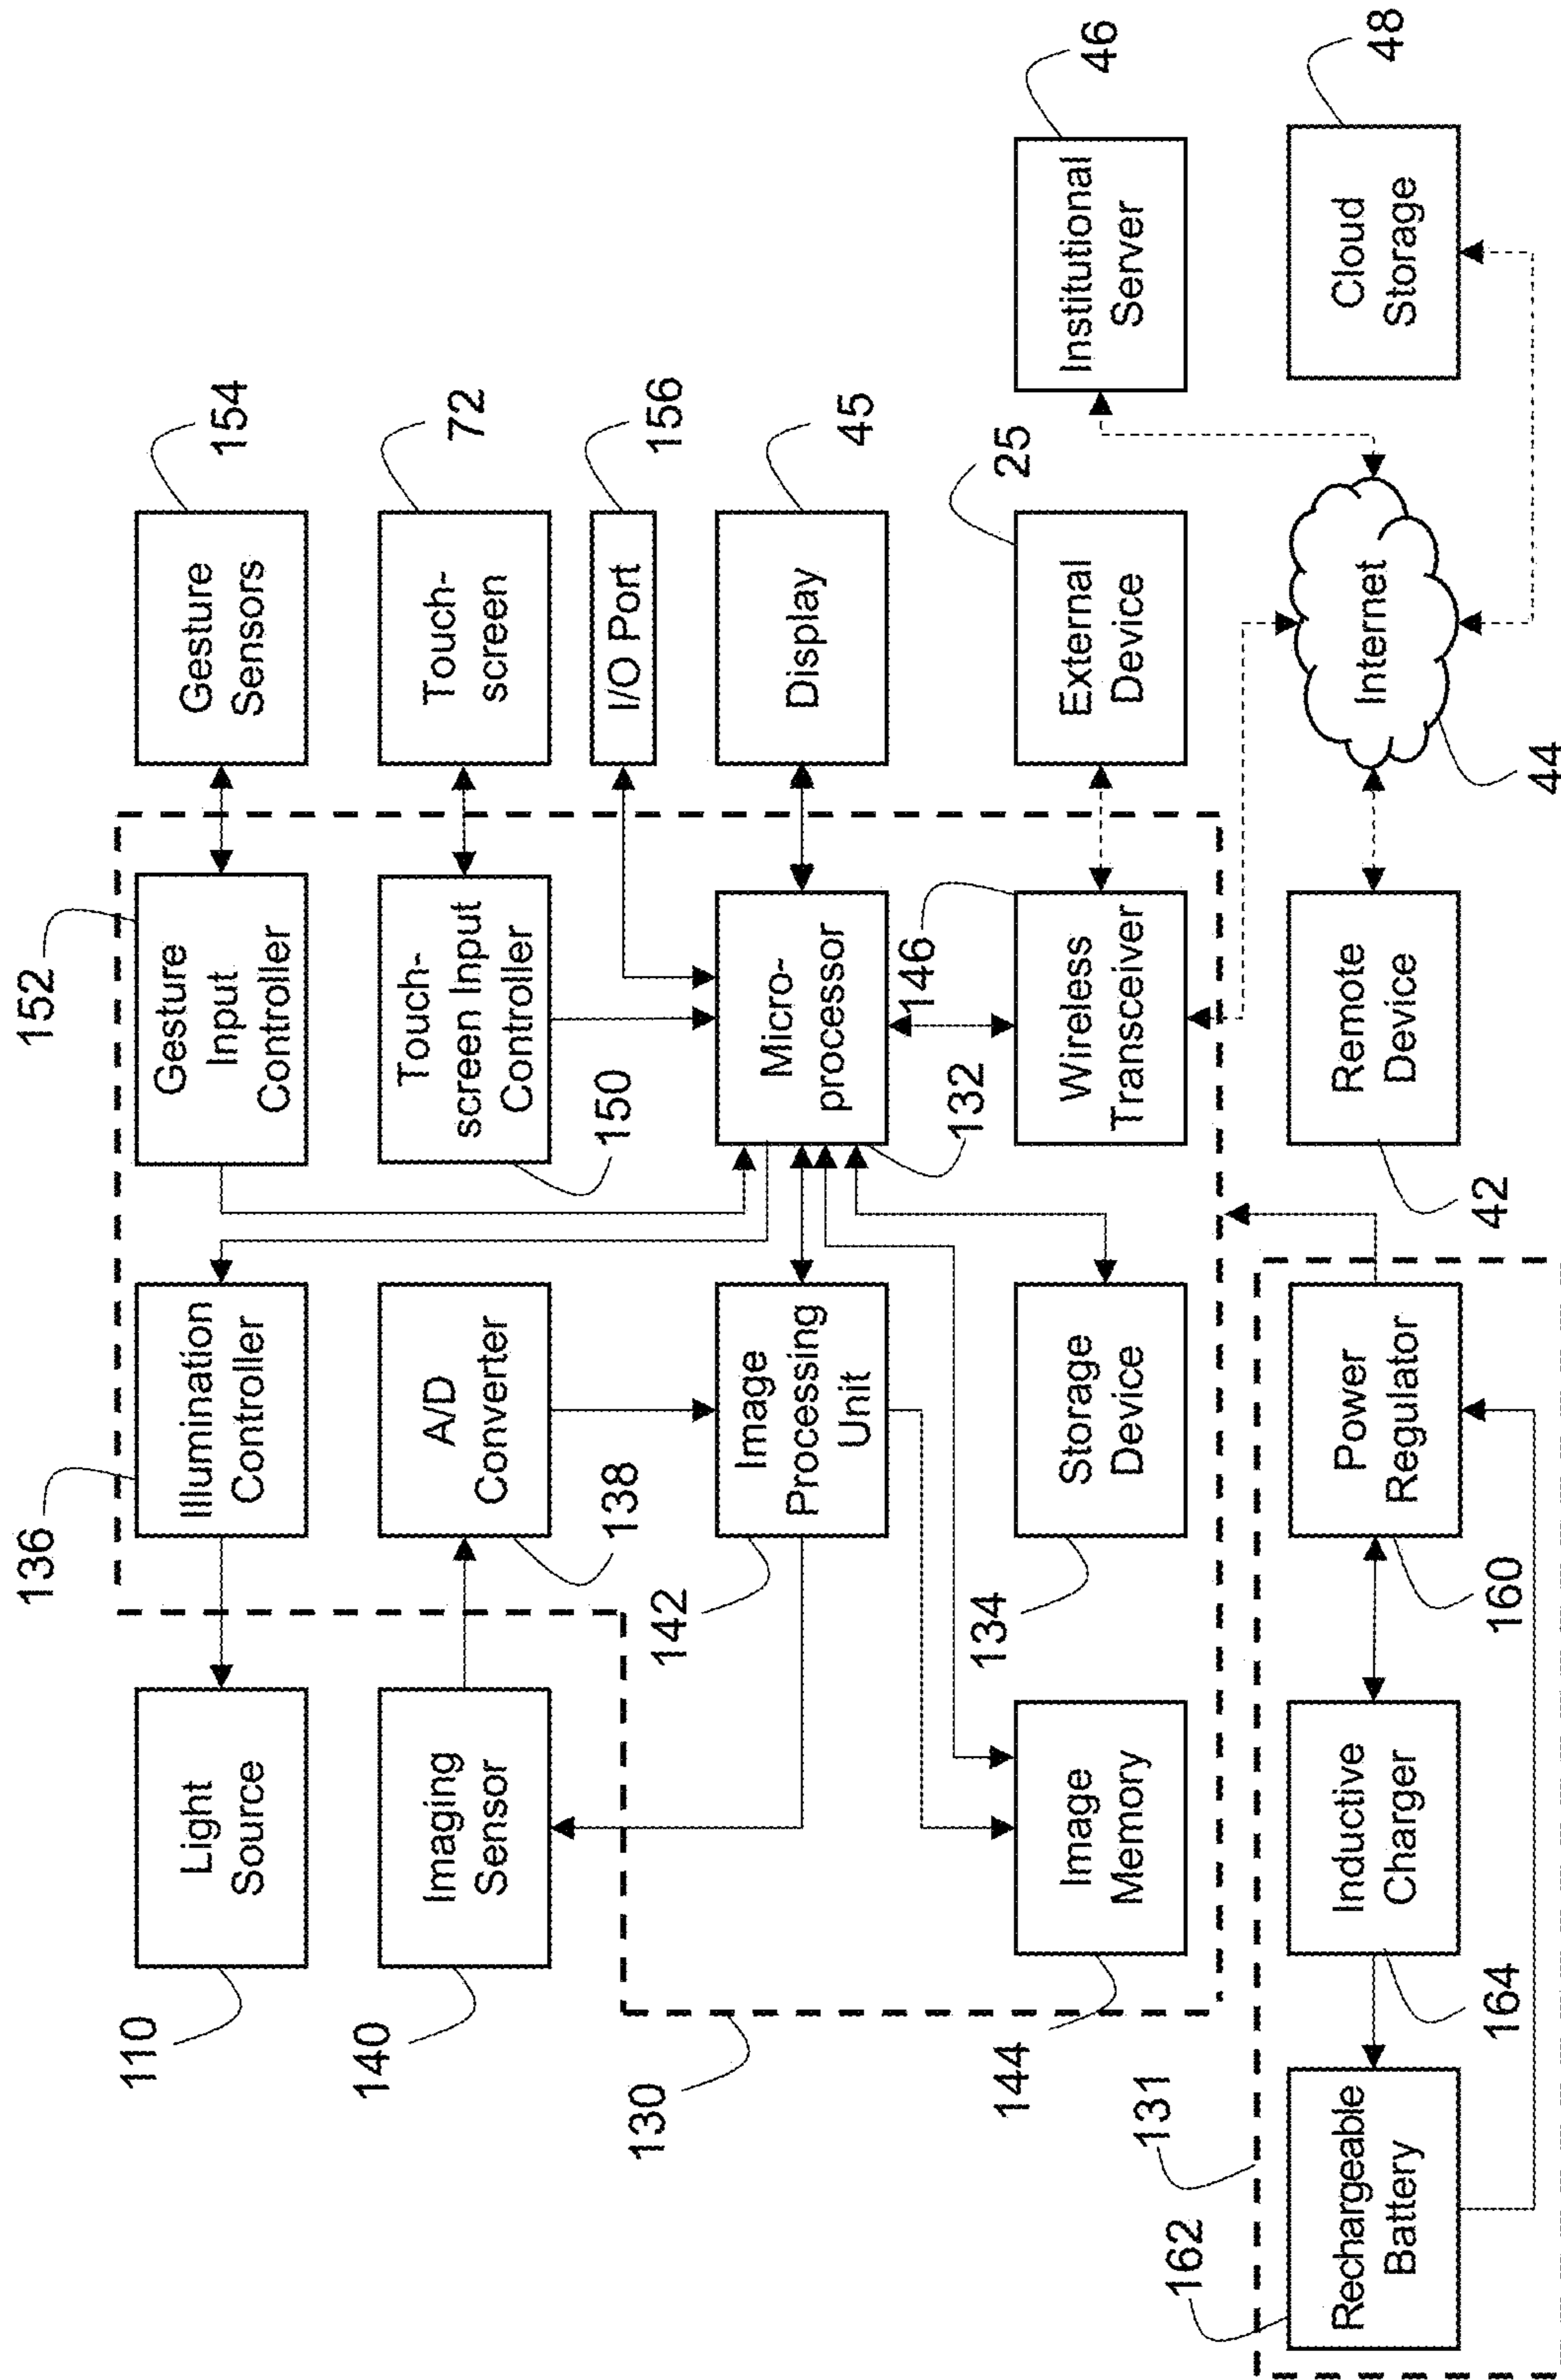 136
152
Light
Source
110
Illumination
Controller
Gesture
Input
Controller
Gesture
Sensors
154
Imaging
Sensor
140
A/D
Converter
138
Touch-
screen Input
Controller
150
Touch-
screen
72
I/O Port
156
130
142
Image
Processing
Unit
Micro-
processor
132
Display
45
146
25
Image
Memory
144
134
Storage
Device
Wireless
Transceiver
External
Device
Institutional
Server
46
131
162
Rechargeable
Battery
164
Inductive
Charger
Power
Regulator
160
Remote
Device
42
Internet
44
Cloud
Storage
48